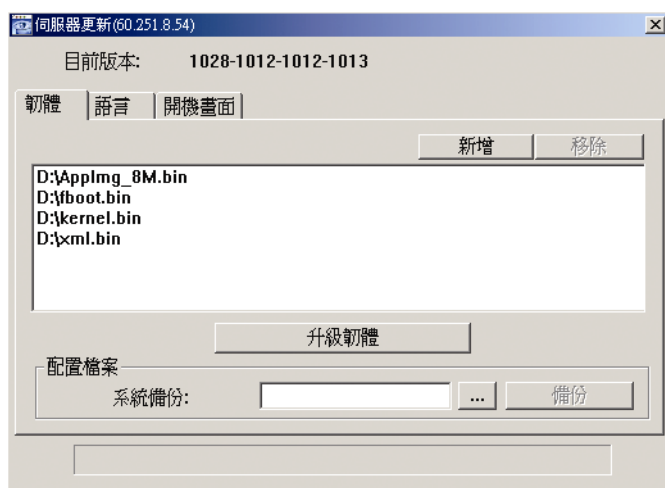 伺服器更新(60.251.8.54)
目前版本: 1028-1012-1012-1013
韌體 語言 開機畫面
新增 移除
D:\AppImg_8M.bin
D:\fboot.bin
D:\kernel.bin
D:\xml.bin
升級韌體
配置檔案
系統備份: ... 備份